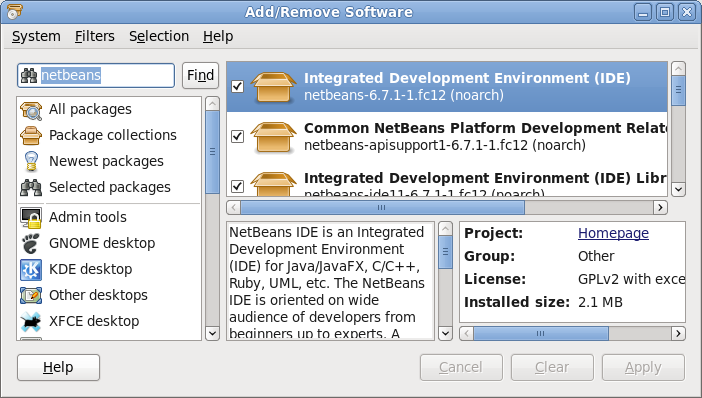 Add/Remove Software
System Filters Selection Help
netbeans Find
All packages
Package collections
Newest packages
Selected packages
Admin tools
GNOME desktop
KDE desktop
Other desktops
XFCE desktop
Integrated Development Environment (IDE)
netbeans-6.7.1-1.fc12 (noarch)
Common NetBeans Platform Development Relate
netbeans-apisupport1-6.7.1-1.fc12 (noarch)
Integrated Development Environment (IDE) Libr
netbeans-ide11-6.7.1-1.fc12 (noarch)
NetBeans IDE is an Integrated
Development Environment
(IDE) for Java/JavaFX, C/C++,
Ruby, UML, etc. The NetBeans
IDE is oriented on wide
audience of developers from
beginners up to experts. A
Project: Homepage
Group: Other
License: GPLv2 with exce
Installed size: 2.1 MB
Help Cancel Clear Apply